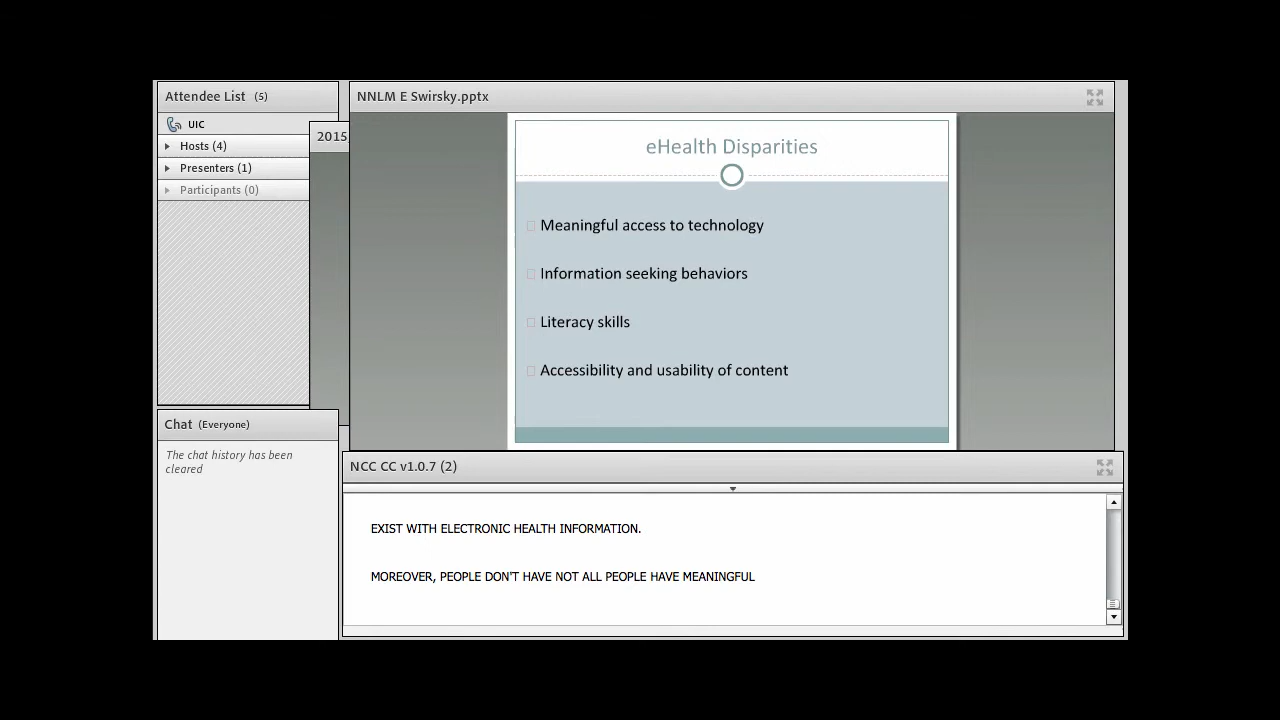 Attendee List (5)
UIC
Hosts (4)
Presenters (1)
Participants (0)
2015
Chat (Everyone)
The chat history has been
cleared
NNLM E Swirsky.pptx
eHealth Disparities
Meaningful access to technology
Information seeking behaviors
Literacy skills
Accessibility and usability of content
NCC CC v1.0.7 (2)
EXIST WITH ELECTRONIC HEALTH INFORMATION.
MOREOVER, PEOPLE DON'T HAVE NOT ALL PEOPLE HAVE MEANINGFUL